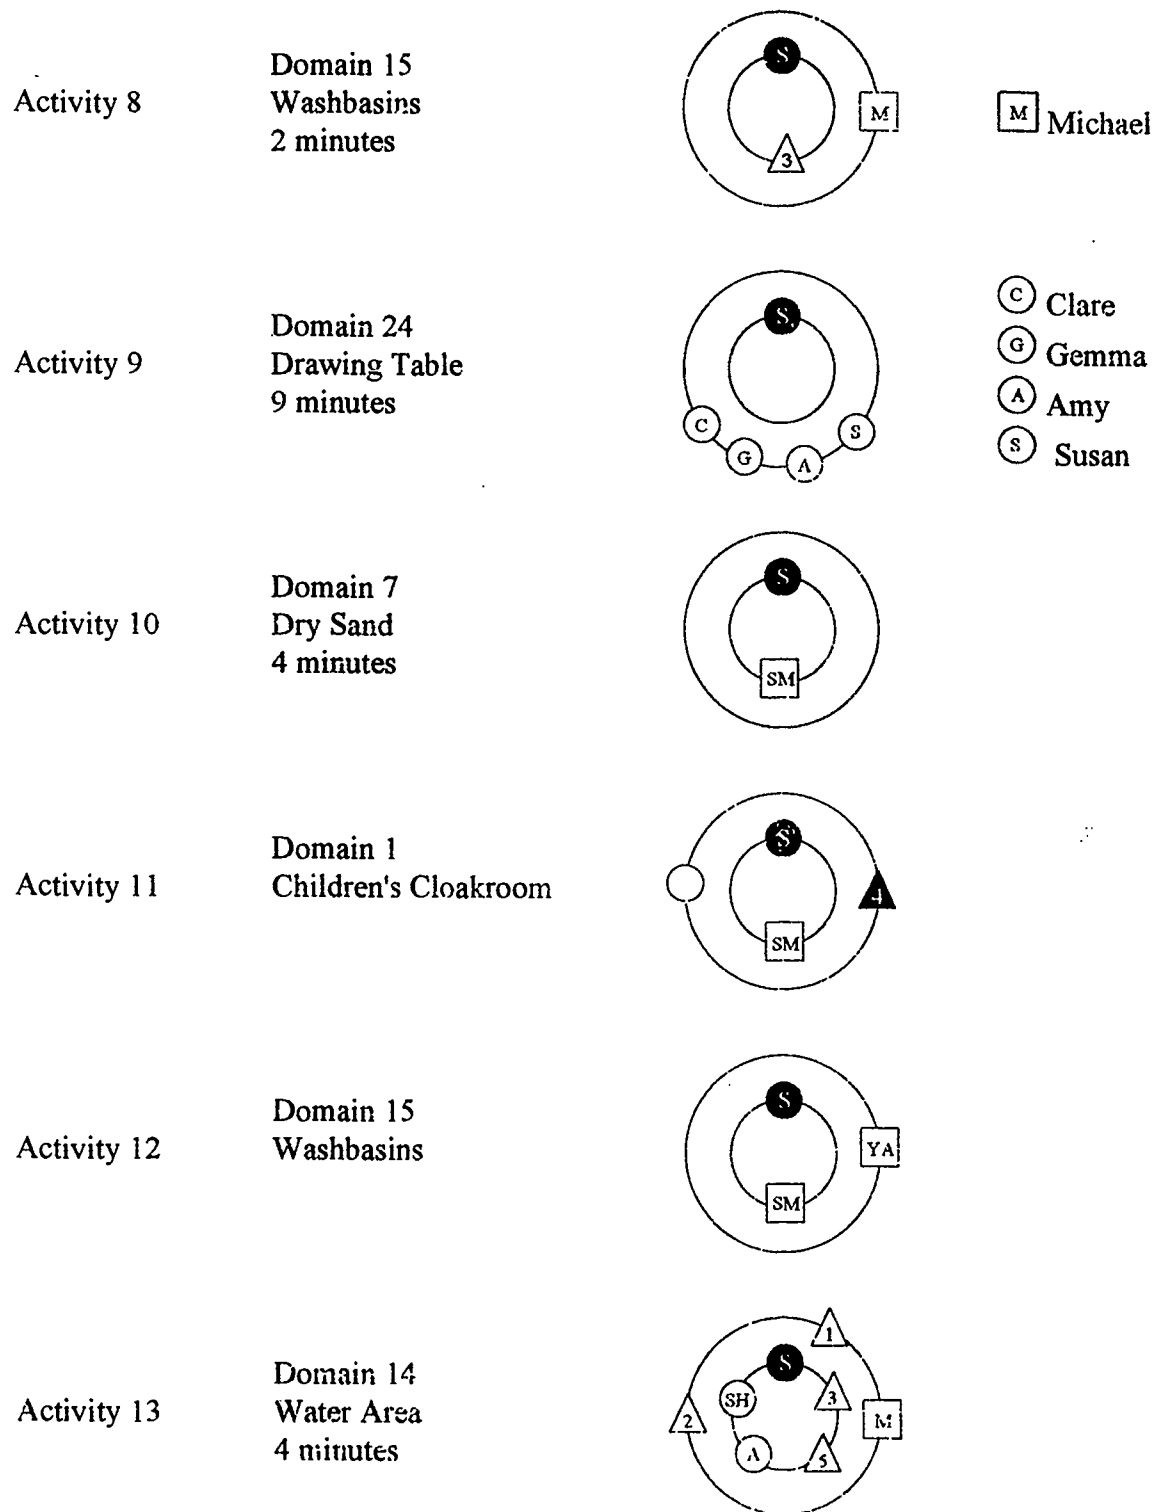 Activity 8
Domain 15
Washbasins
2 minutes
S
M
3
M Michael
Activity 9
Domain 24
Drawing Table
9 minutes
S
C
G
A
S
C Clare
G Gemma
A Amy
S Susan
Activity 10
Domain 7
Dry Sand
4 minutes
S
SM
Activity 11
Domain 1
Children's Cloakroom
S
4
SM
Activity 12
Domain 15
Washbasins
S
YA
SM
Activity 13
Domain 14
Water Area
4 minutes
1
S
SH
3
2
M
A
5